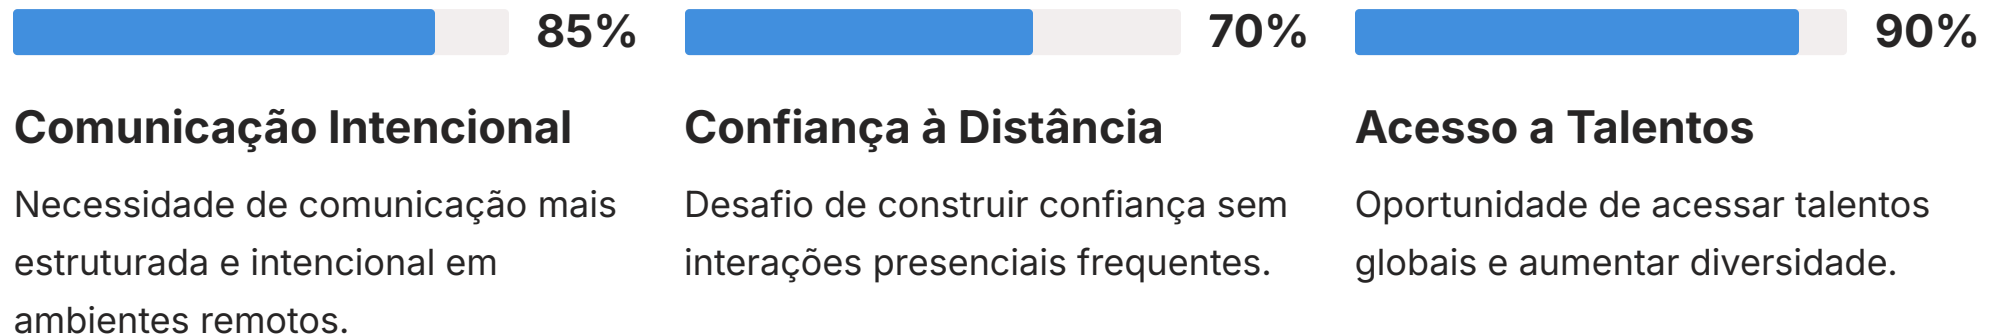 85%
Comunicação Intencional
Necessidade de comunicação mais
estruturada e intencional em
ambientes remotos.
70%
Confiança à Distância
Desafio de construir confiança sem
interações presenciais frequentes.
90%
Acesso a Talentos
Oportunidade de acessar talentos
globais e aumentar diversidade.